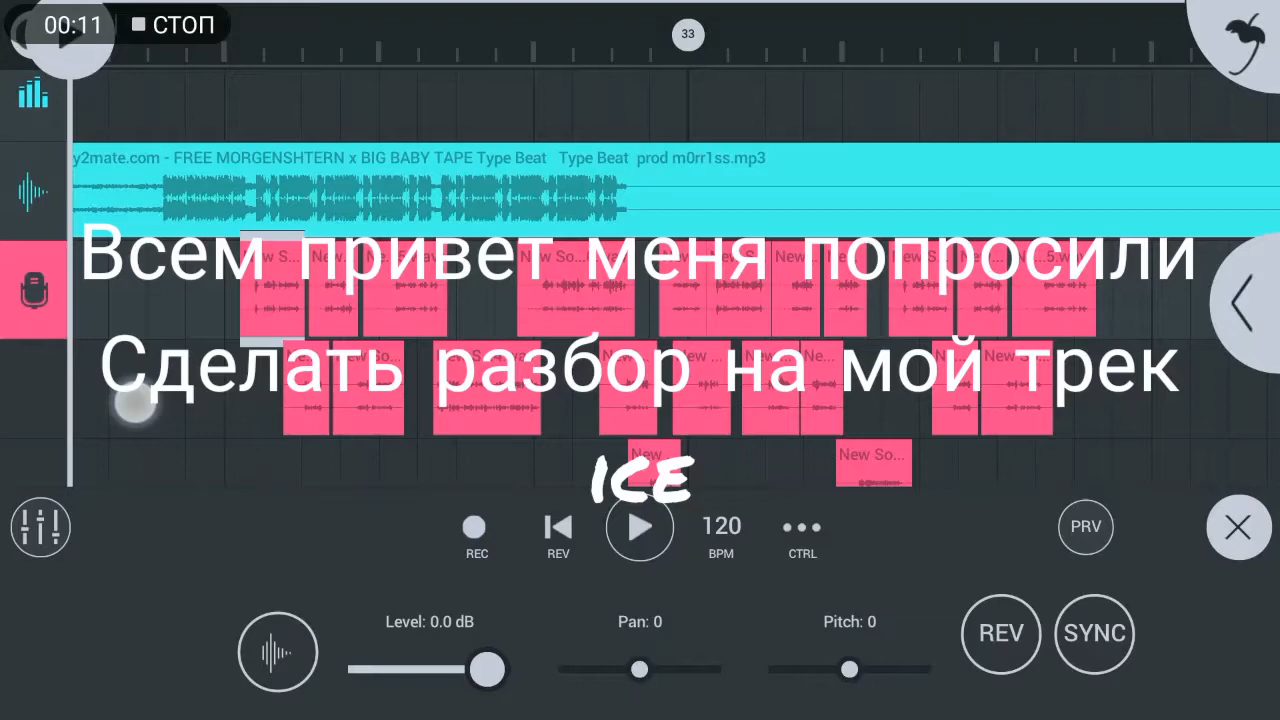 00:11 СТОП
33
y2mate.com - FREE MORGENSHTERN x BIG BABY TAPE Type Beat Type Beat prod m0rr1ss.mp3
Всем привет меня попросили
Сделать разбор на мой трек
ICE
New So...
120
PRV
REC
REV
BPM
CTRL
Level: 0.0 dB
Pan: 0
Pitch: 0
REV
SYNC